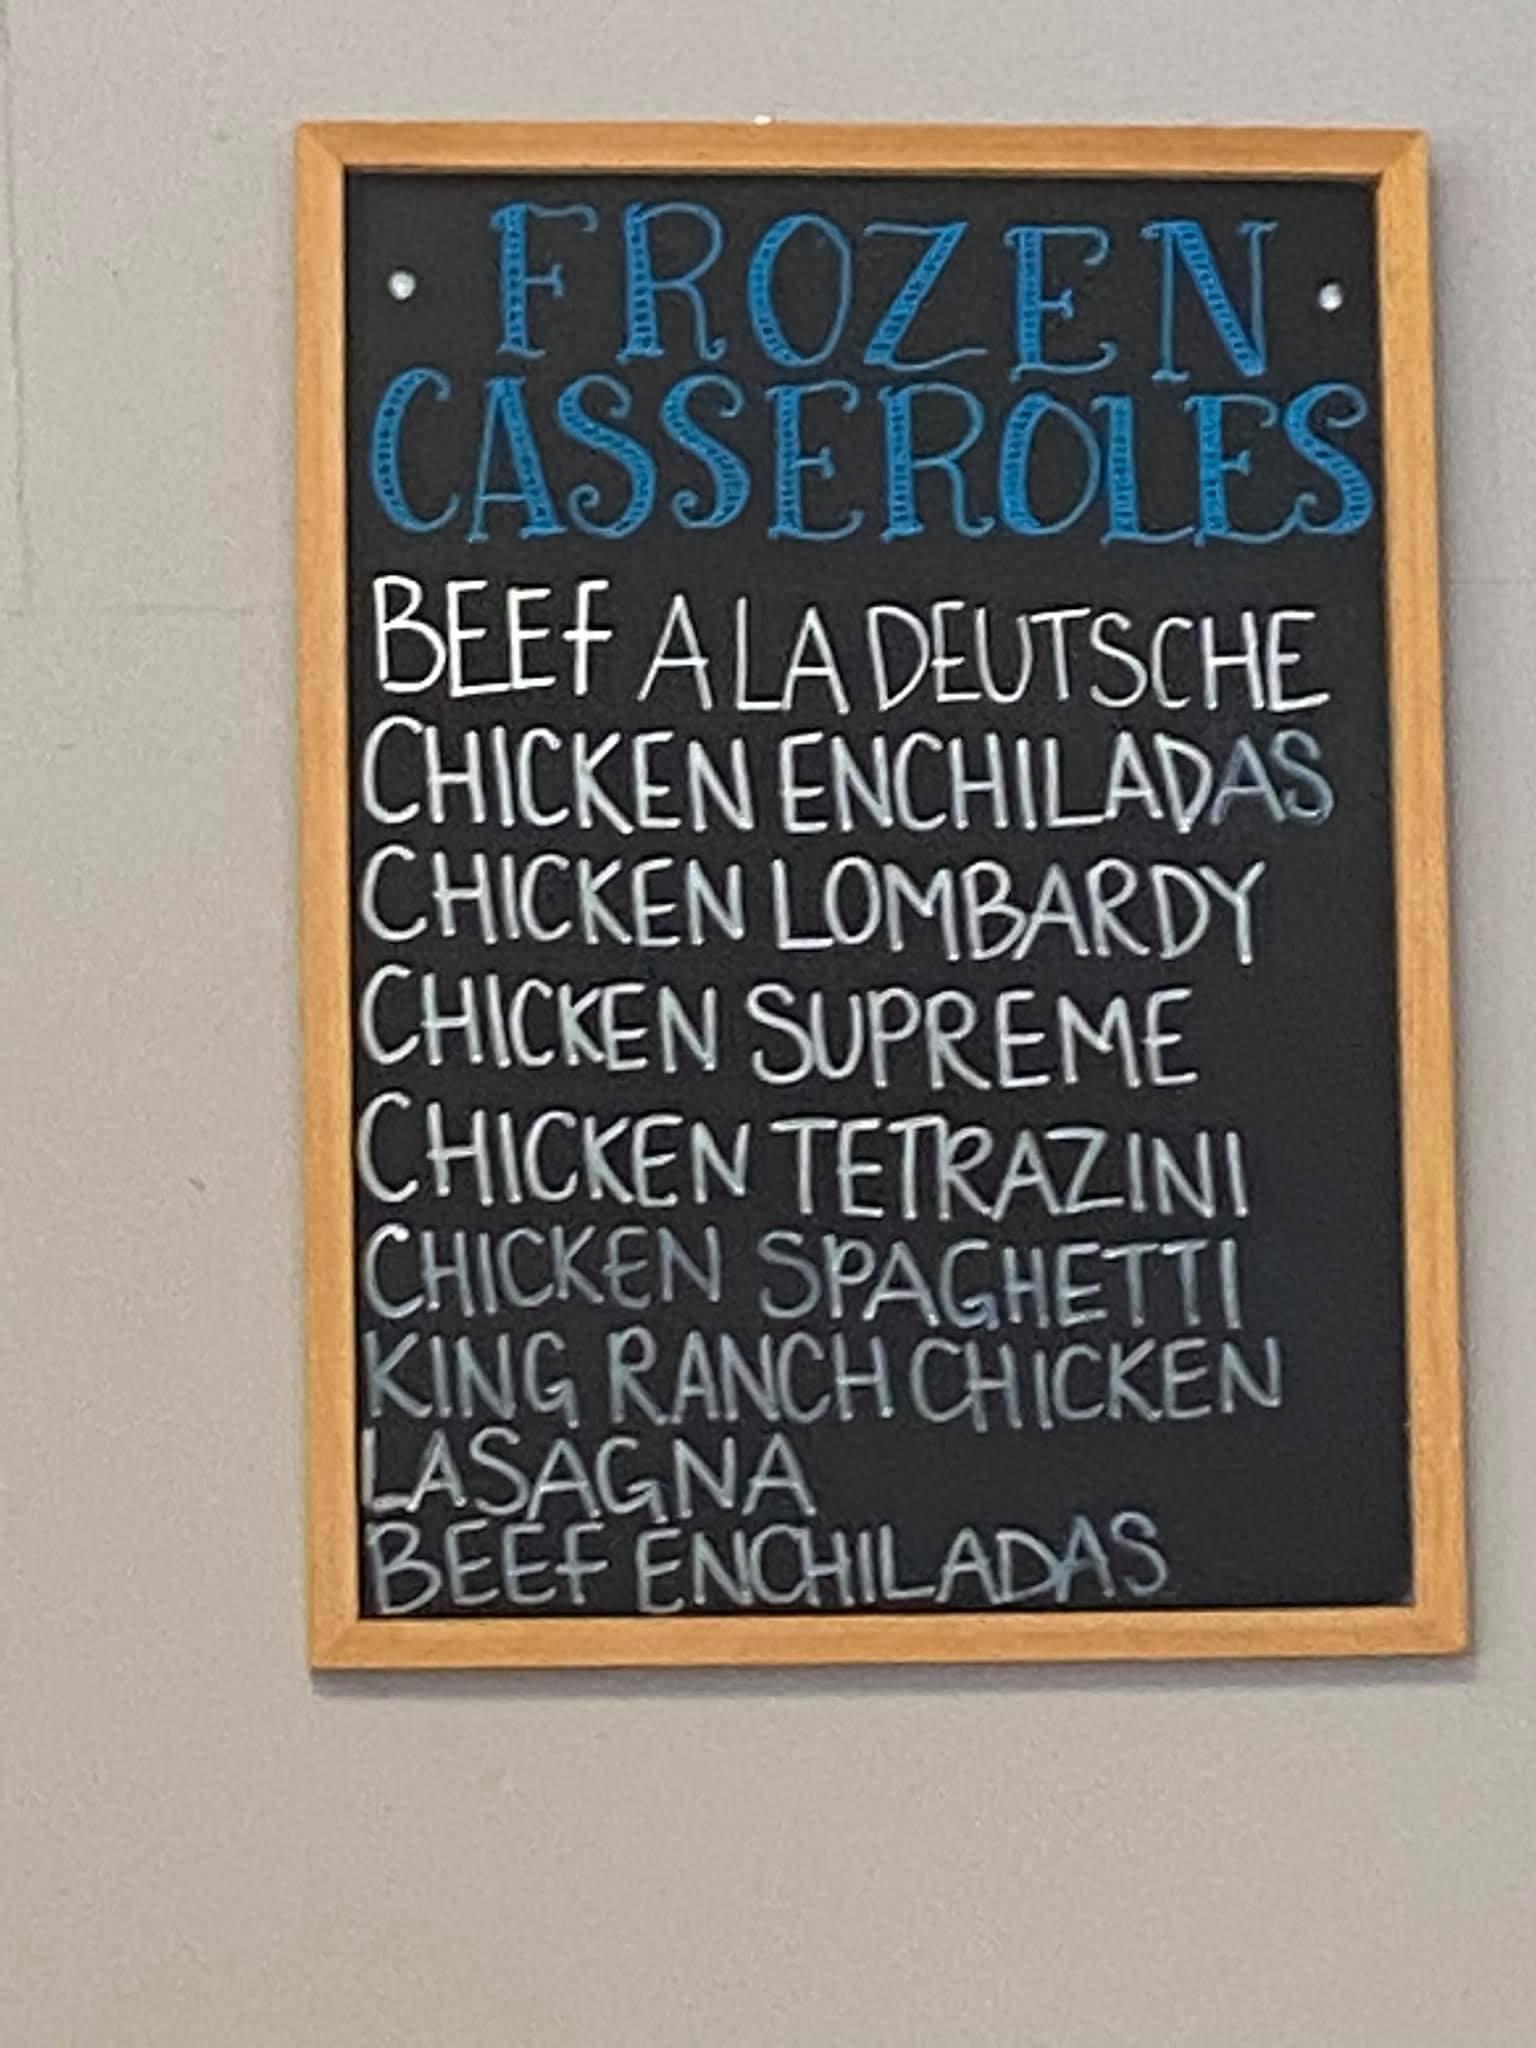 FROZEN
CASSEROLES
BEEF A LA DEUTSCHE
CHICKEN ENCHILADAS
CHICKEN LOMBARDY
CHICKEN SUPREME
CHICKEN TETRAZINI
CHICKEN SPAGHETTI
KING RANCH CHICKEN
LASAGNA
BEEF ENCHILADAS